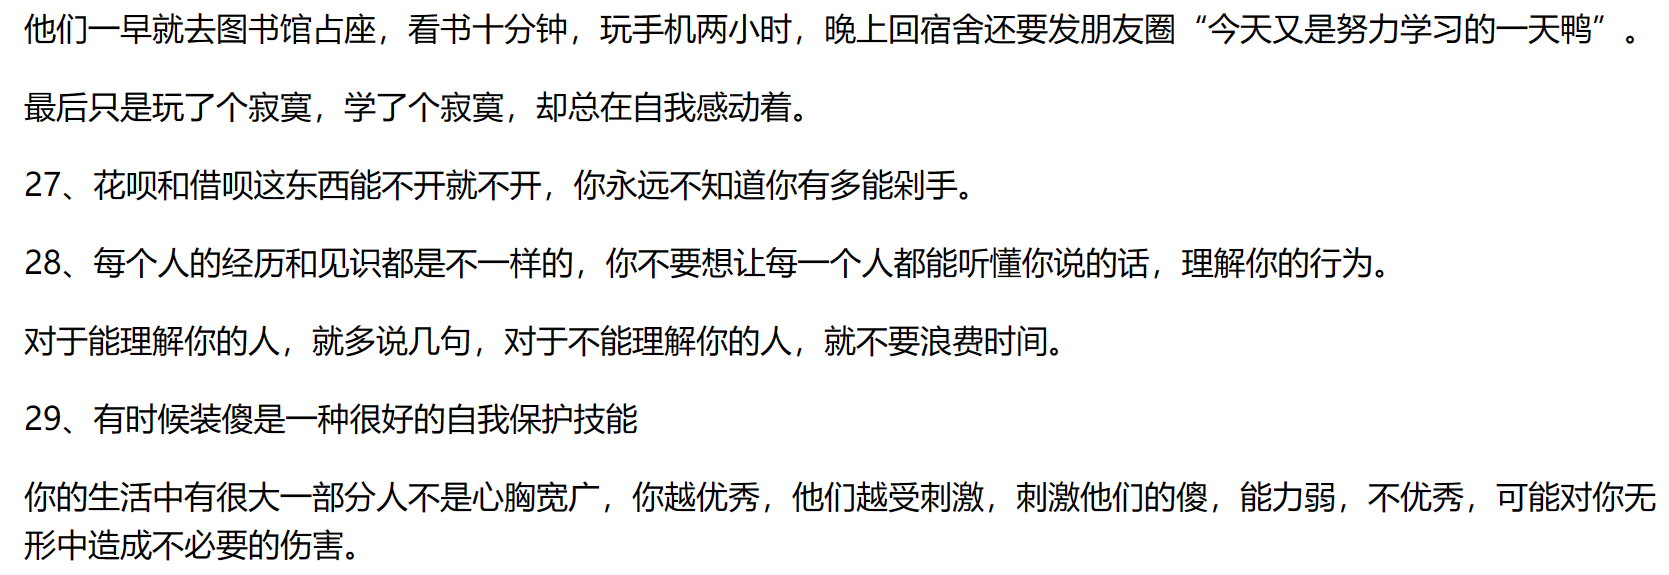 他们一早就去图书馆占座，看书十分钟，玩手机两小时，晚上回宿舍还要发朋友圈“今天又是努力学习的一天鸭”。
最后只是玩了个寂寞，学了个寂寞，却总在自我感动着。
27、花呗和借呗这东西能不开就不开，你永远不知道你有多能剁手。
28、每个人的经历和见识都是不一样的，你不要想让每一个人都能听懂你说的话，理解你的行为。
对于能理解你的人，就多说几句，对于不能理解你的人，就不要浪费时间。
29、有时候装傻是一种很好的自我保护技能
你的生活中有很大一部分人不是心胸宽广，你越优秀，他们越受刺激，刺激他们的傻，能力弱，不优秀，可能对你无
形中造成不必要的伤害。